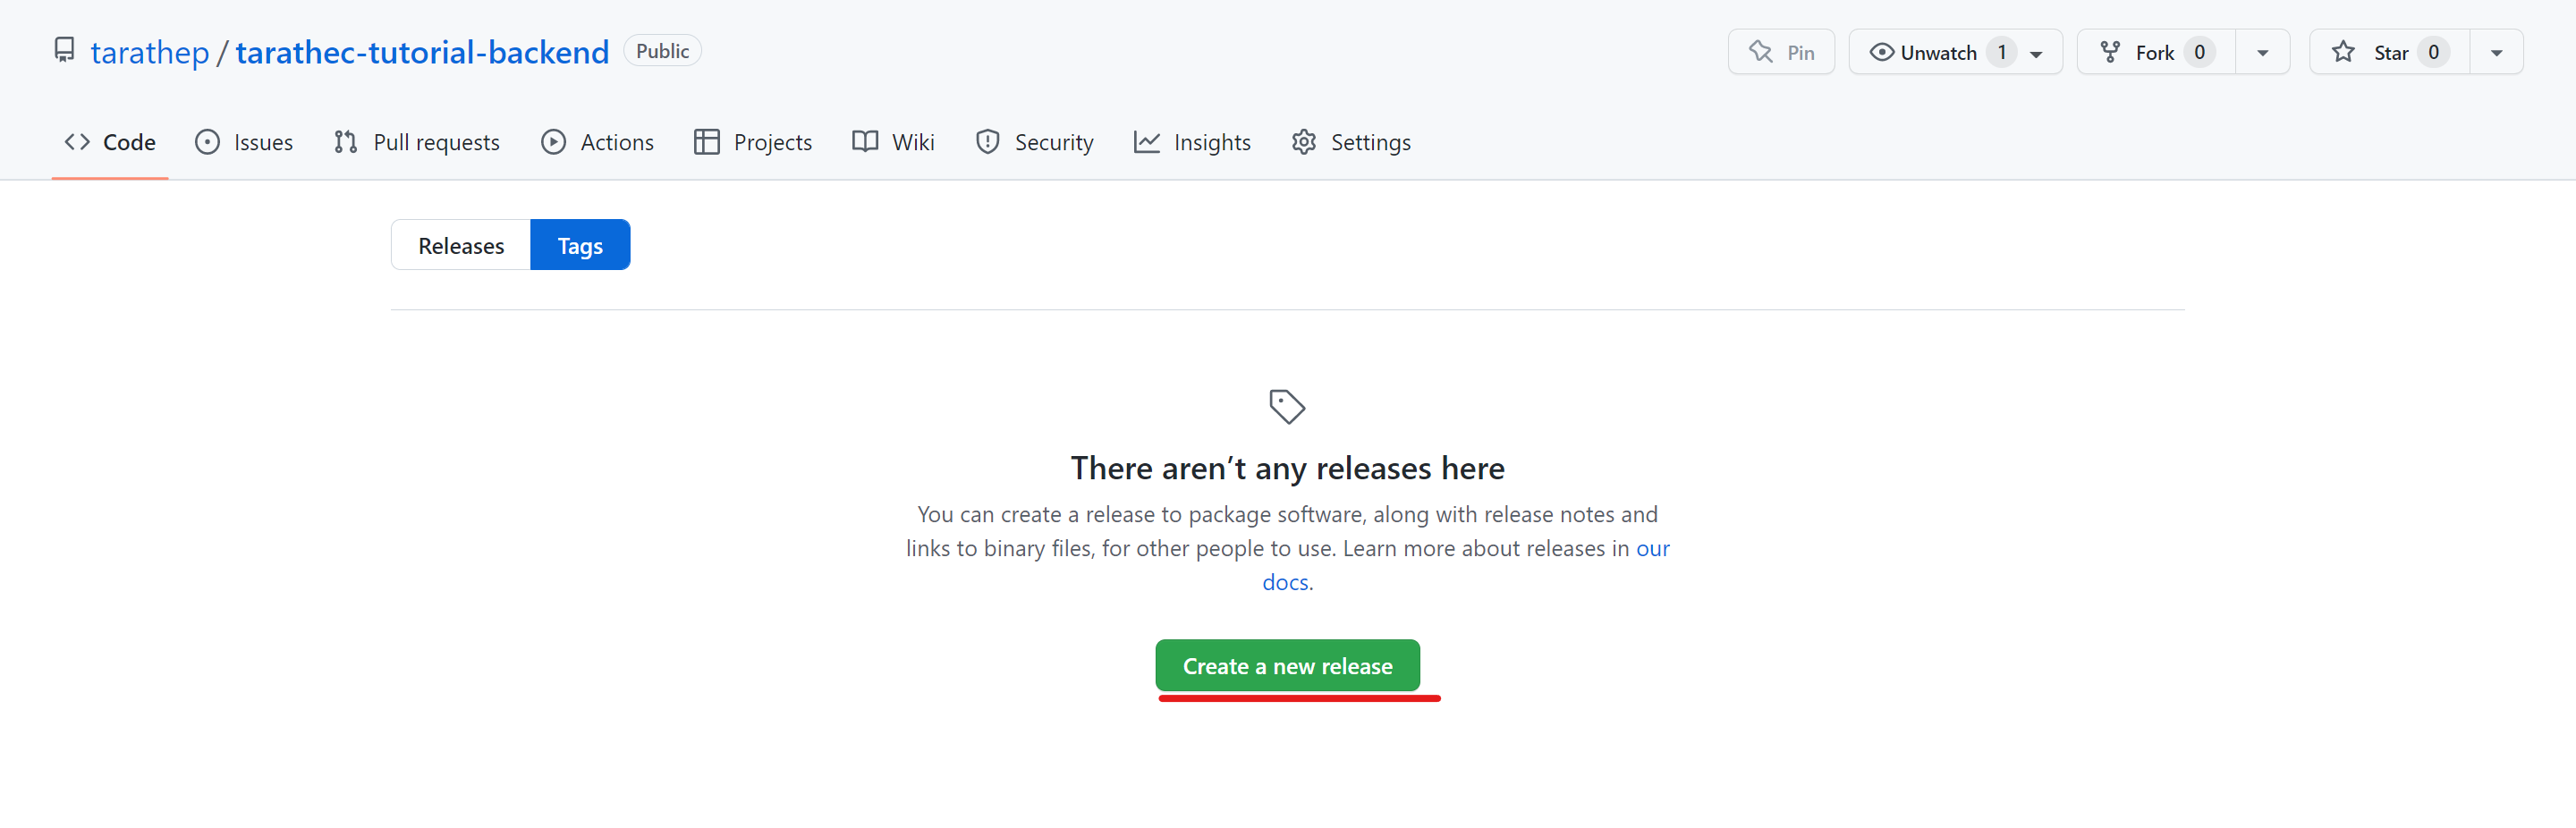 tarathep / tarathec-tutorial-backend Public
Pin Unwatch 1 Fork 0 Star 0
Code Issues Pull requests Actions Projects Wiki Security Insights Settings
Releases Tags
There aren’t any releases here
You can create a release to package software, along with release notes and
links to binary files, for other people to use. Learn more about releases in our
docs.
Create a new release